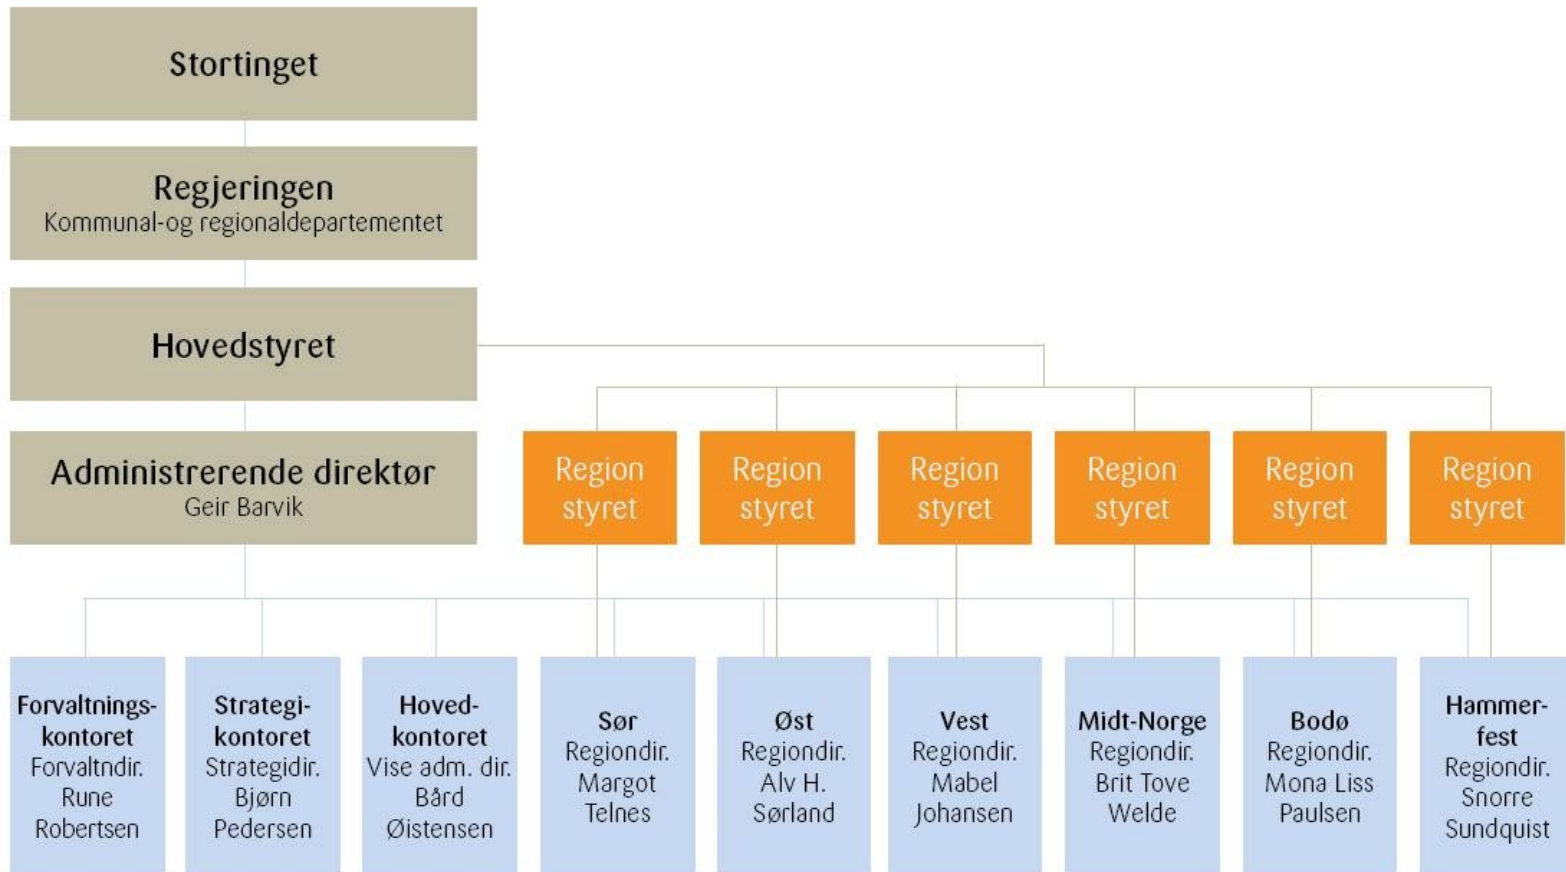 Stortinget
Regjeringen
Kommunal-og regionaldepartementet
Hovedstyret
Administrerende direktør
Geir Barvik
Region
styret
Region
styret
Region
styret
Region
styret
Region
styret
Region
styret
Forvaltnings-
kontoret
Forvaltndir.
Rune
Robertsen
Strategi-
kontoret
Strategidir.
Bjørn
Pedersen
Hoved-
kontoret
Vise adm. dir.
Bård
Øistensen
Sør
Regiondir.
Margot
Telnes
Øst
Regiondir.
Alv H.
Sørland
Vest
Regiondir.
Mabel
Johansen
Midt-Norge
Regiondir.
Brit Tove
Welde
Bodø
Regiondir.
Mona Liss
Paulsen
Hammer-
fest
Regiondir.
Snorre
Sundquist